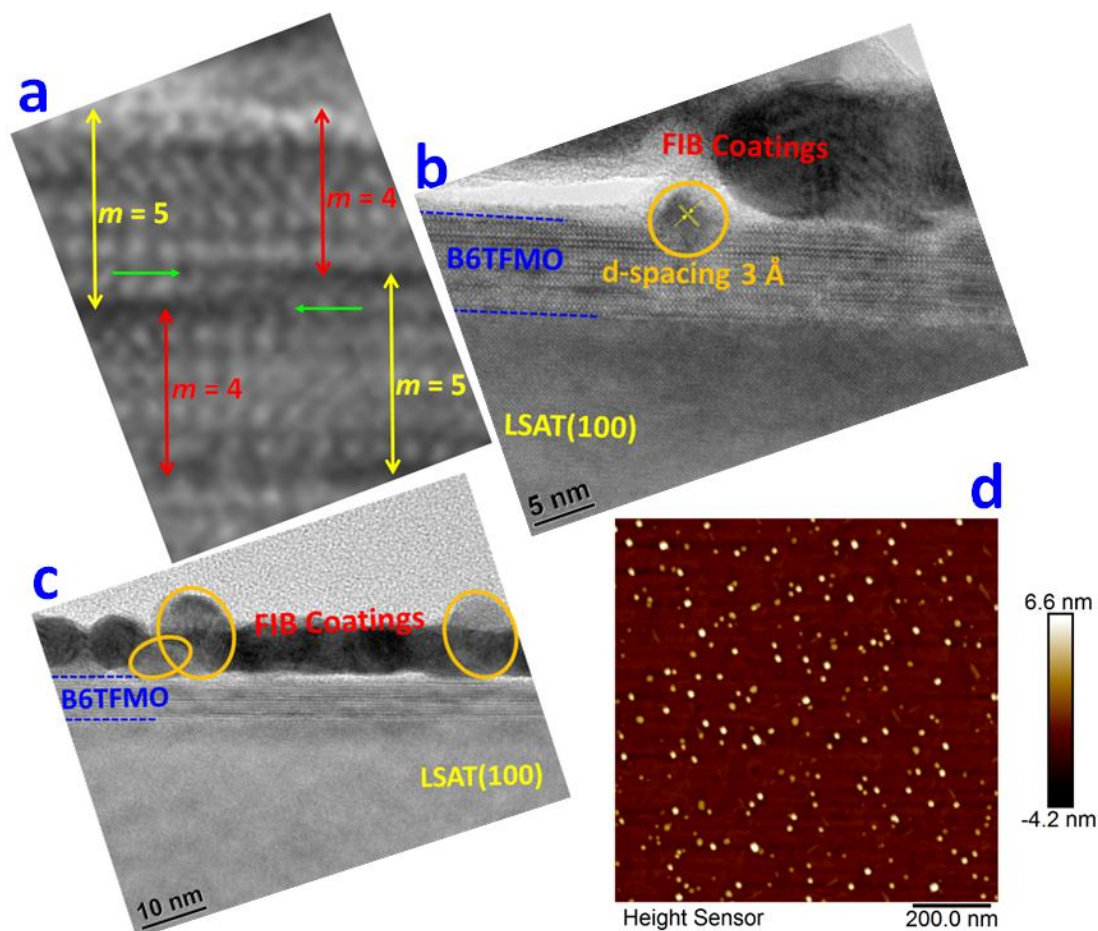 a
m = 5
m = 4
m = 4
m = 5
b
FIB Coatings
B6TFMO
d-spacing 3 Å
LSAT(100)
5 nm
c
FIB Coatings
B6TFMO
LSAT(100)
10 nm
d
6.6 nm
-4.2 nm
Height Sensor
200.0 nm